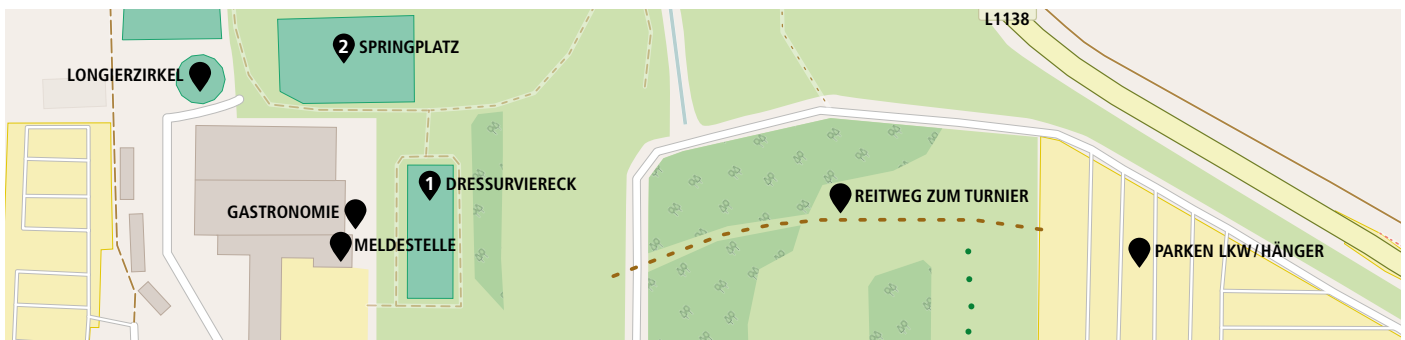 L1138
2 SPRINGPLATZ
LONGIERZIRKEL
1 DRESSURVIERECK
REITWEG ZUM TURNIER
GASTRONOMIE
MELDESTELLE
PARKEN LKW/HÄNGER